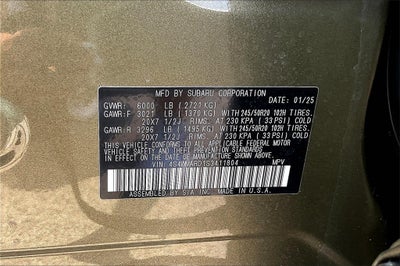 MFD BY SUBARU CORPORATION
DATE: 01/25
GVWR: 6000 LB ( 2721 KG)
GAWR:F 3021 LB ( 1370 KG) WITH 245/50R20 102H TIRES,
20X7 1/2J RIMS, AT 230 KPA ( 33 PSI) COLD
GAWR:R 3296 LB ( 1495 KG) WITH 245/50R20 102H TIRES,
20X7 1/2J RIMS, AT 230 KPA ( 33 PSI) COLD
THIS VEHICLE CONFORMS TO ALL APPLICABLE FEDERAL MOTOR
VEHICLE SAFETY STANDARDS IN EFFECT ON THE DATE OF
MANUFACTURE SHOWN ABOVE.
VIN: MPV
ASSEMBLED BY SIA, INC. MADE IN U.S.A.